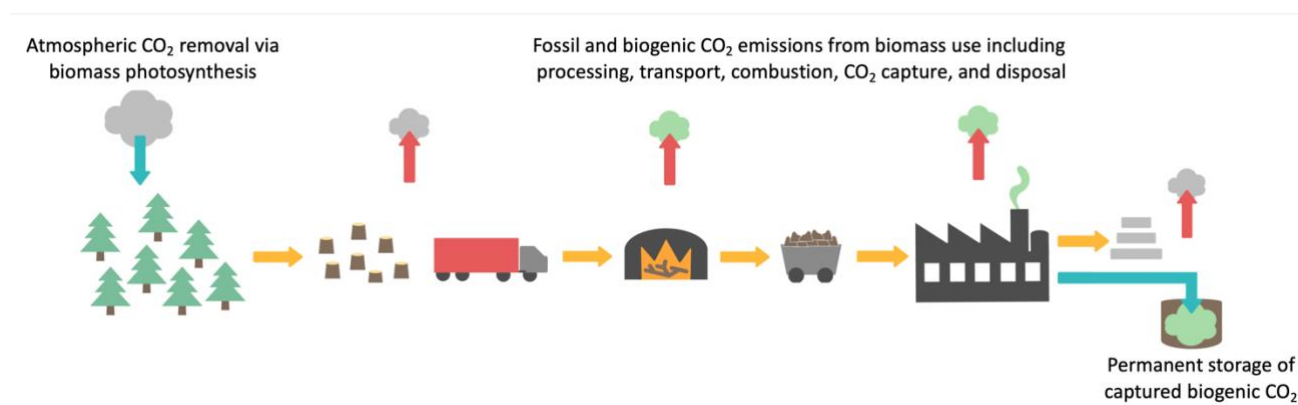 Atmospheric CO₂ removal via
biomass photosynthesis
Fossil and biogenic CO₂ emissions from biomass use including
processing, transport, combustion, CO₂ capture, and disposal
Permanent storage of
captured biogenic CO₂